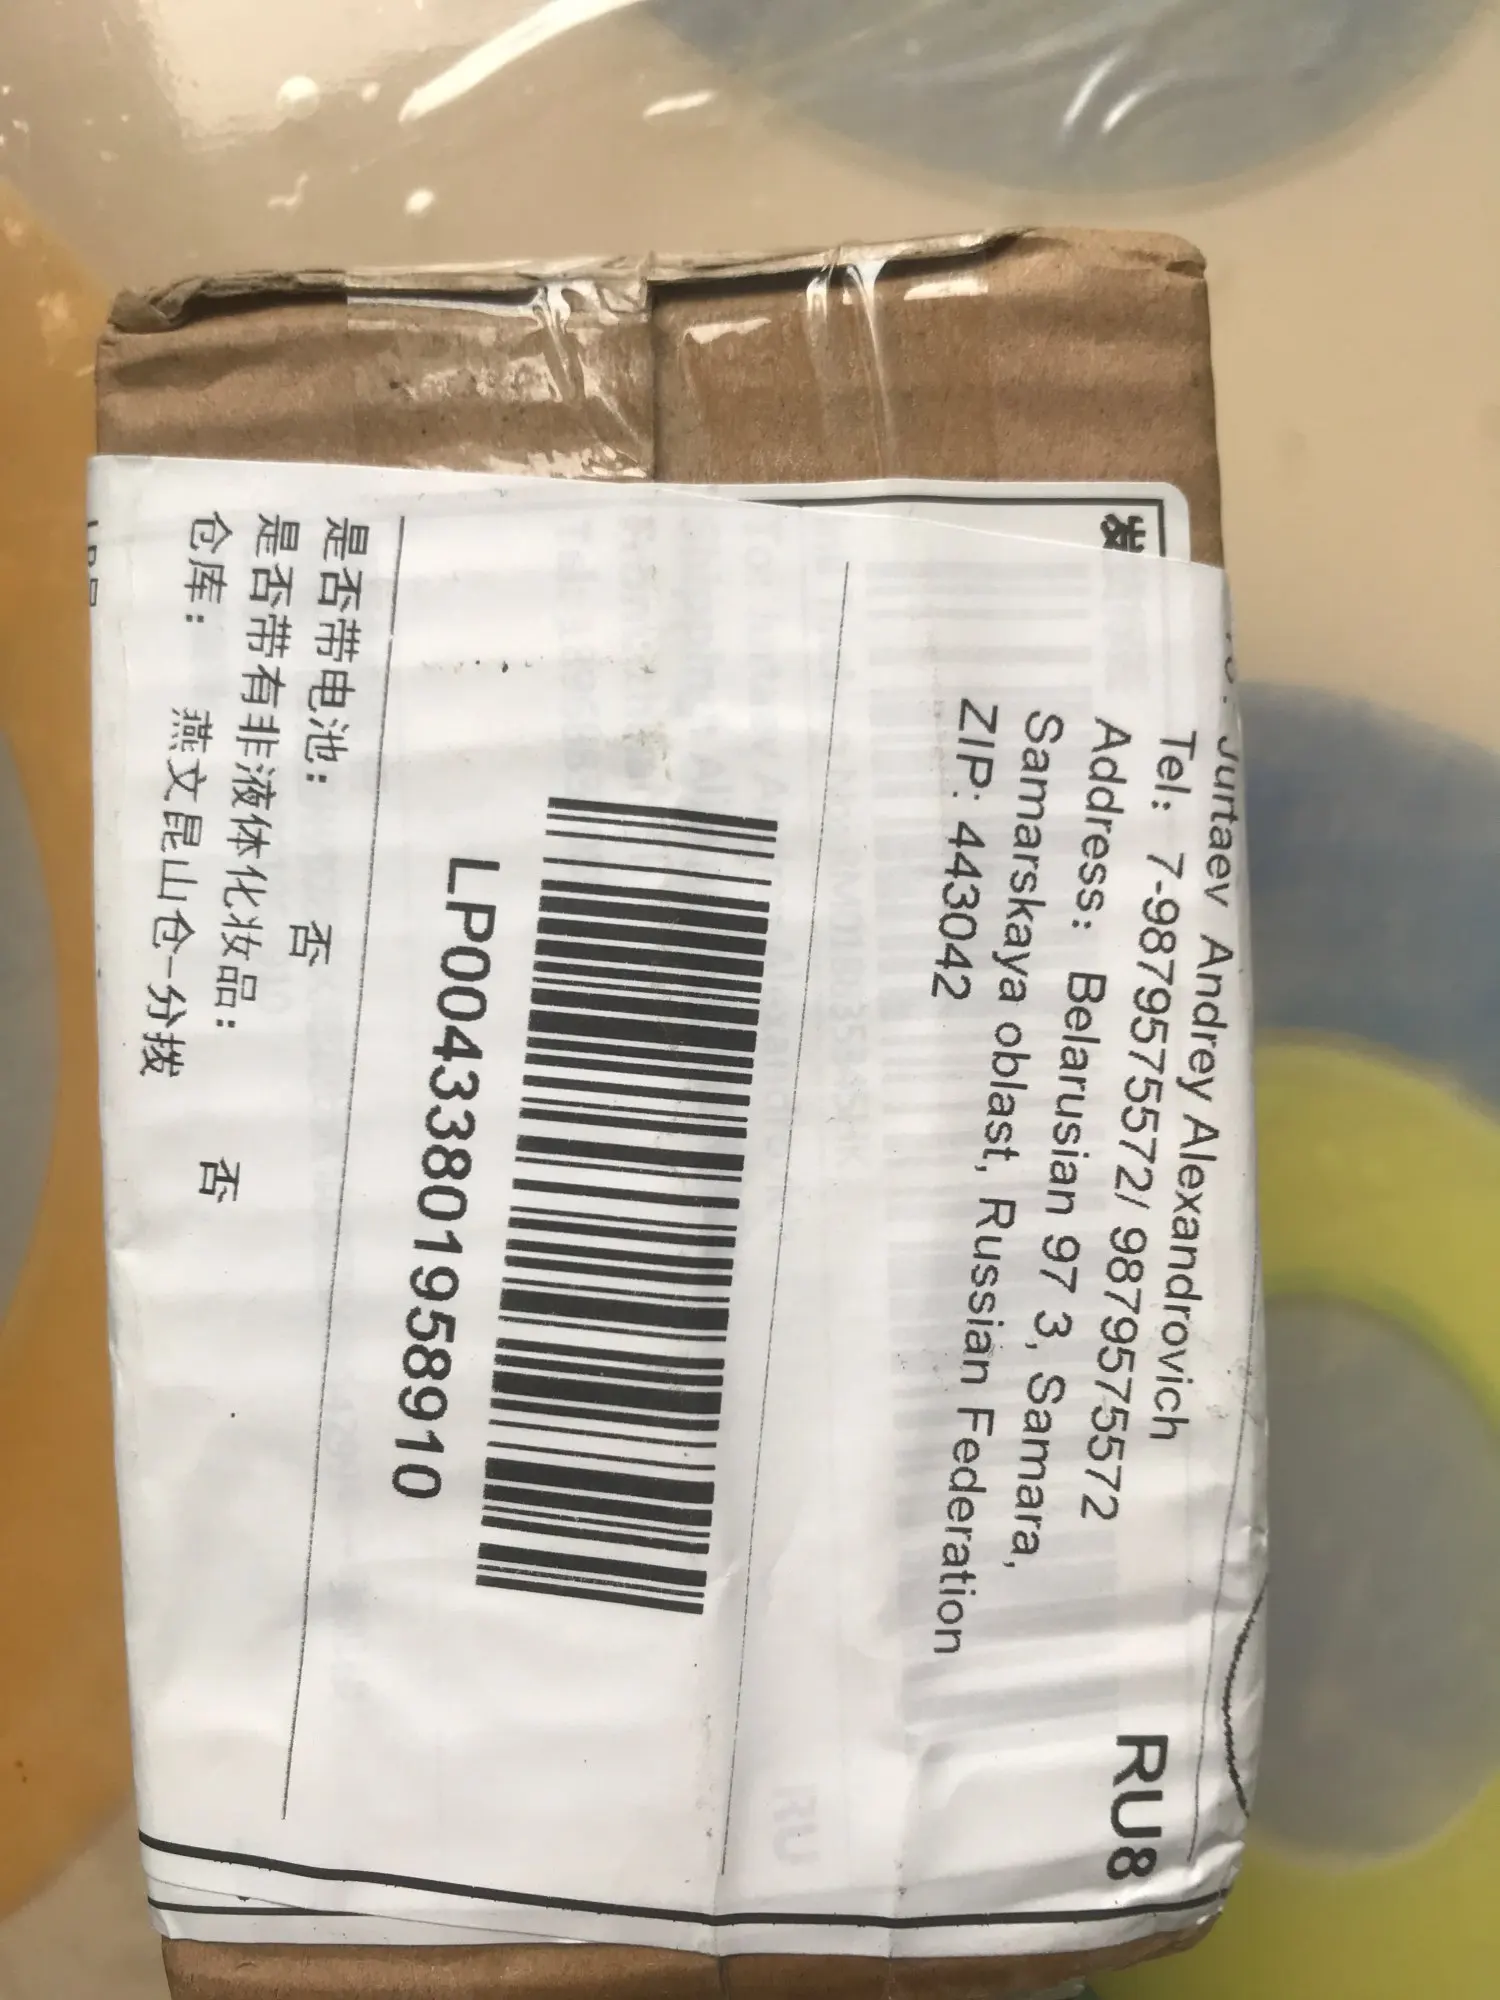 Jurtaev Andrey Alexandrovich
Tel: 7-9879575572/ 9879575572
Address: Belarusian 97 3, Samara,
Samarskaya oblast, Russian Federation
ZIP: 443042
RU8
LP00433801958910
是否带电池: 否
是否带有非液体化妆品: 否
仓库: 燕文昆山仓-分拨